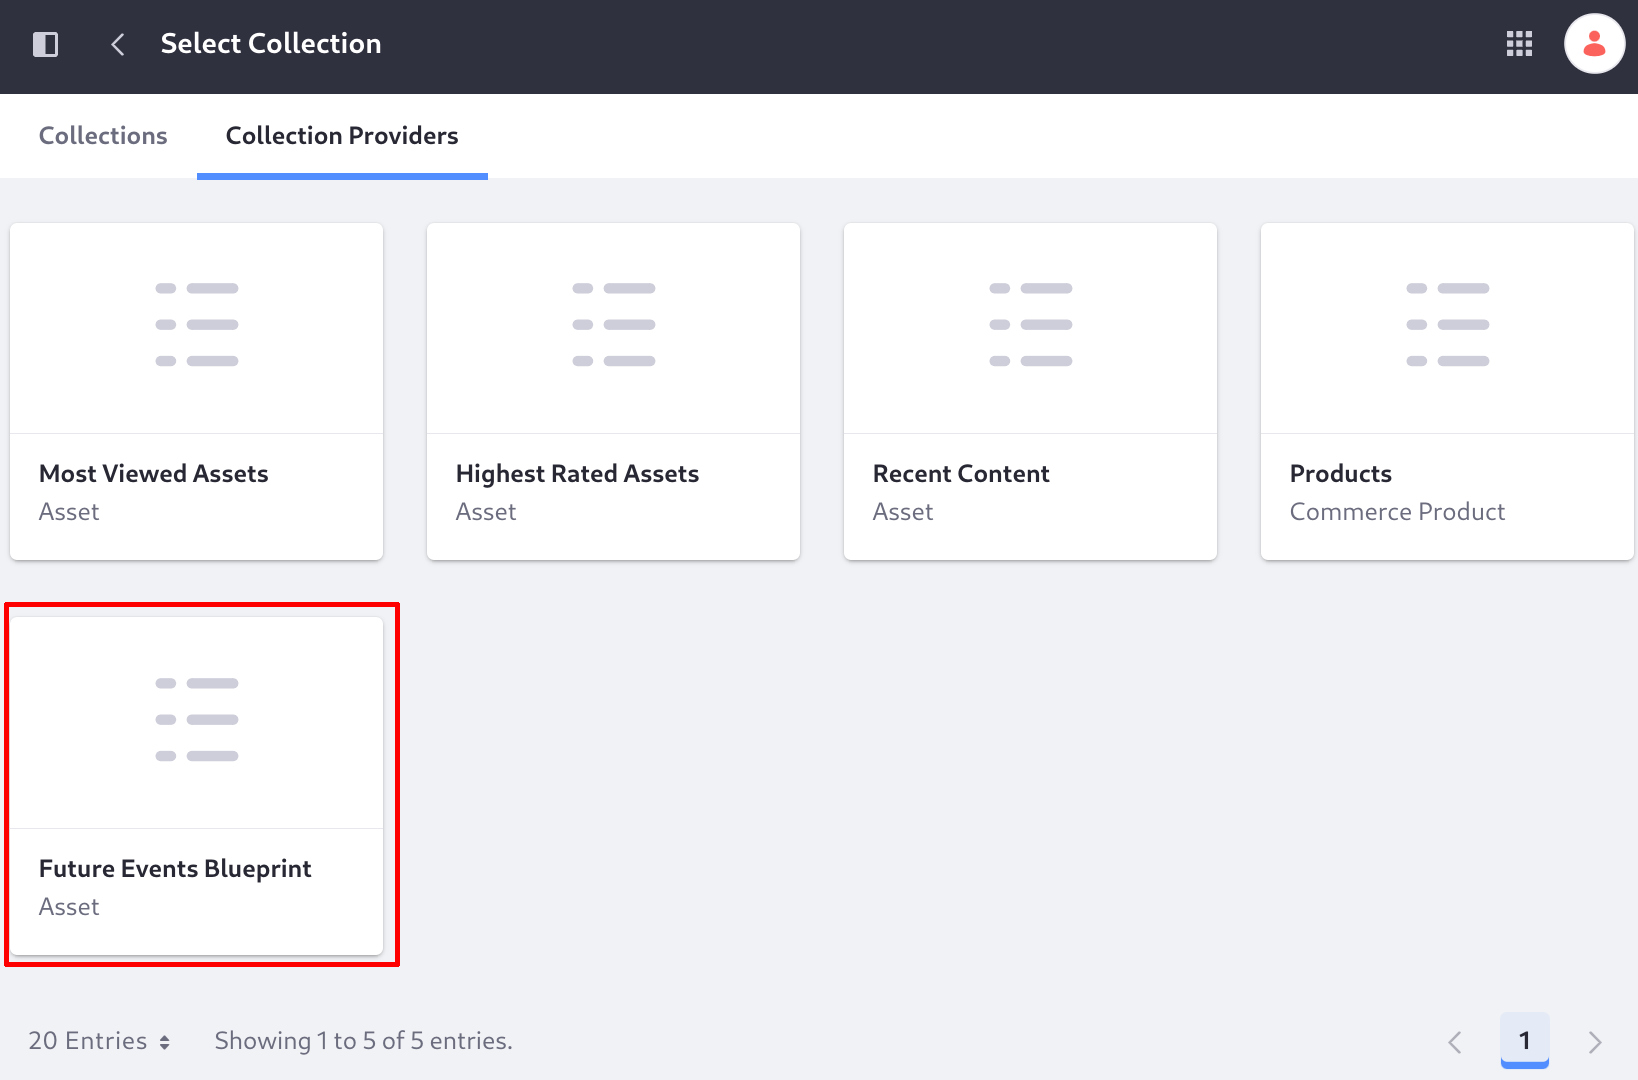 Select Collection
Collections
Collection Providers
Most Viewed Assets
Asset
Highest Rated Assets
Asset
Recent Content
Asset
Products
Commerce Product
Future Events Blueprint
Asset
20 Entries
Showing 1 to 5 of 5 entries.
1